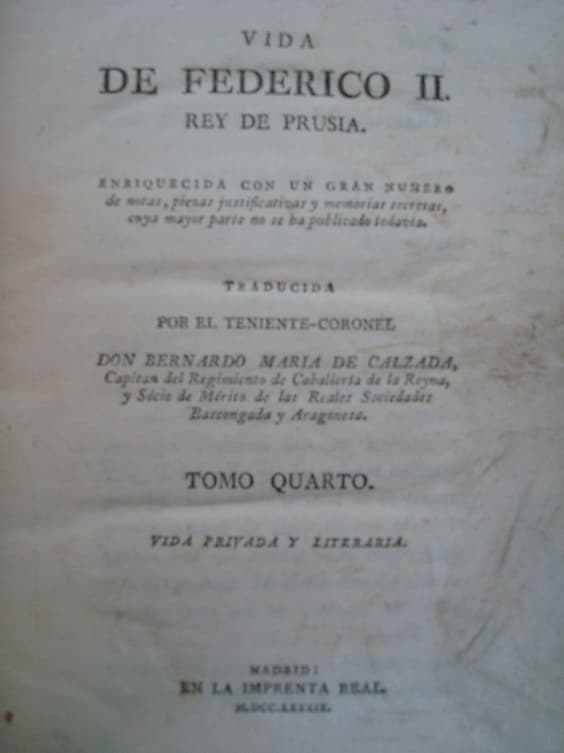 VIDA
DE FEDERICO II.
REY DE PRUSIA.
ENRIQUECIDA CON UN GRAN NUMERO
de notas, piezas justificativas y memorias secretas,
cuya mayor parte no se ha publicado todavia.
TRADUCIDA
POR EL TENIENTE-CORONEL
DON BERNARDO MARIA DE CALZADA,
Capitan del Regimiento de Caballería de la Reyna,
y Sócio de Mérito de las Reales Sociedades
Bascongada y Aragonesa.
TOMO QUARTO.
VIDA PRIVADA Y LITERARIA.
MADRID:
EN LA IMPRENTA REAL.